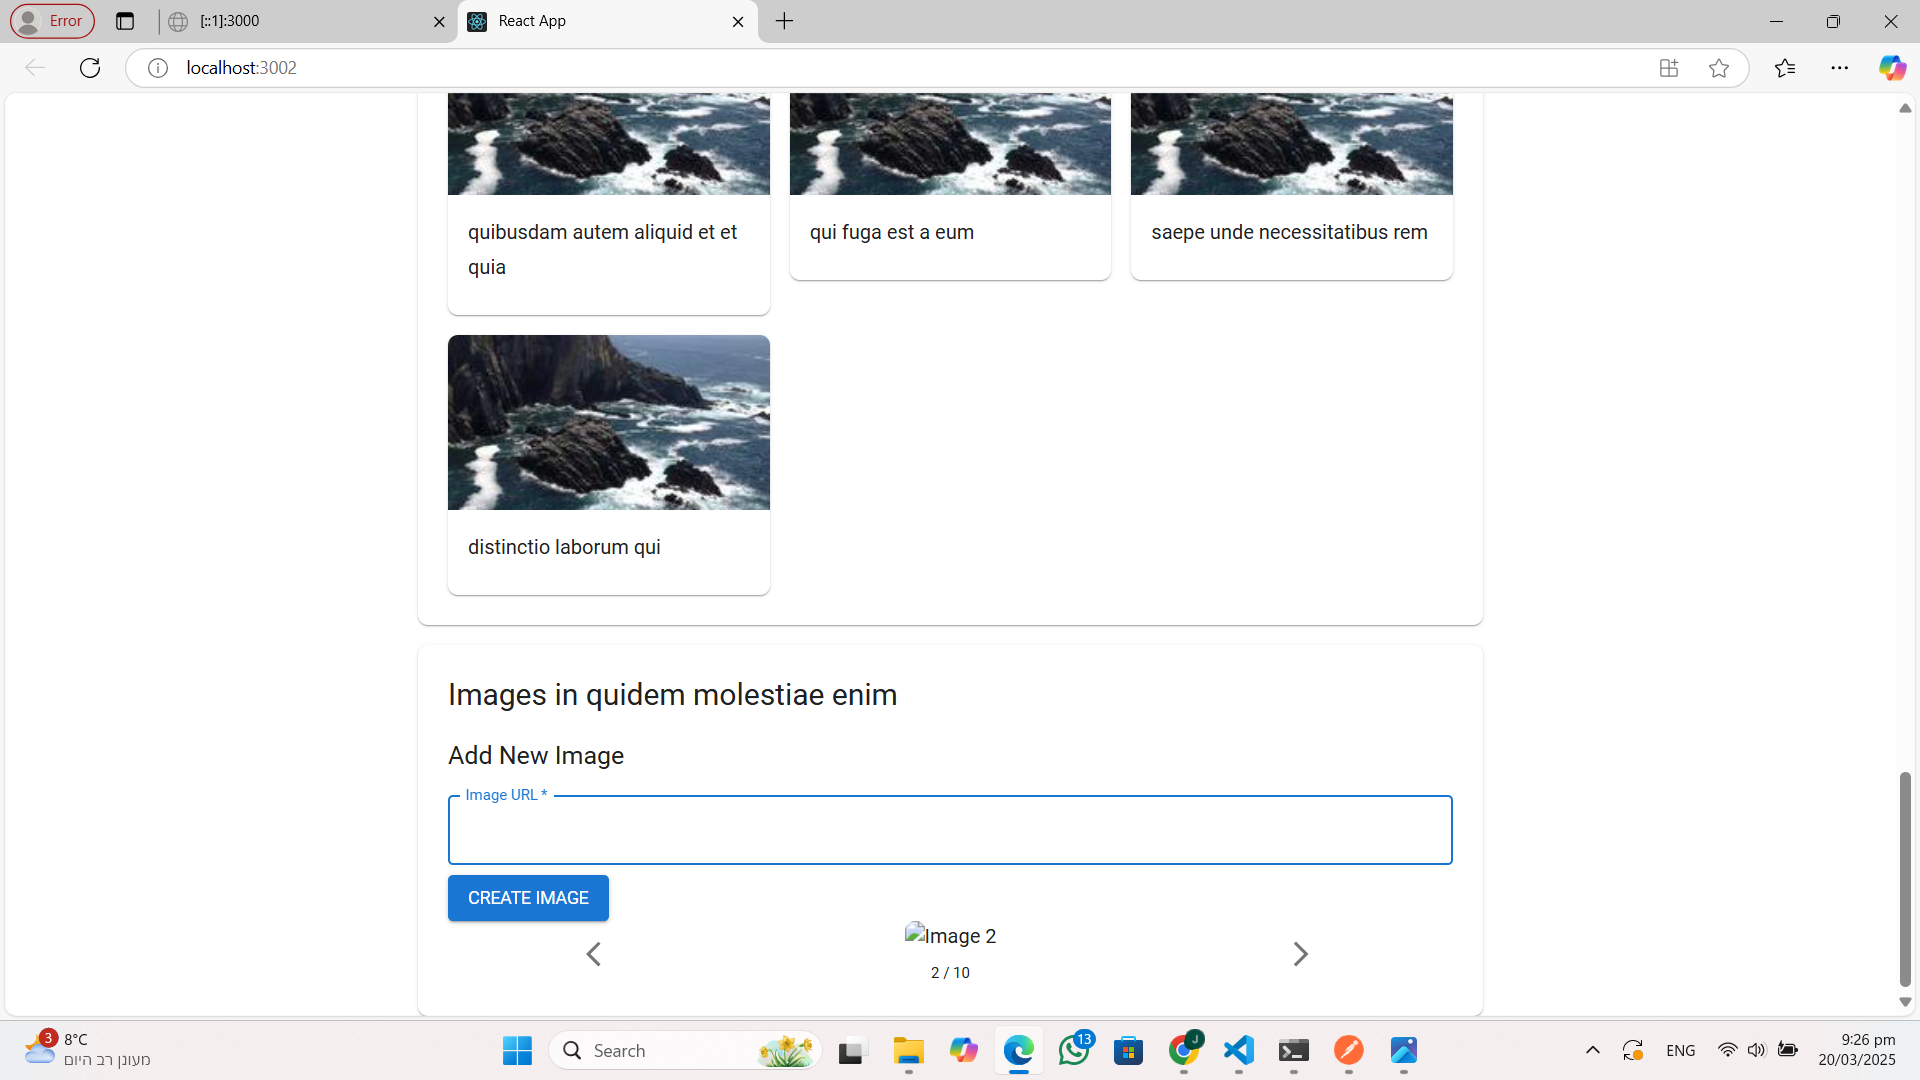 Error
[::1]:3000
React App
localhost:3002
quibusdam autem aliquid et et
quia
qui fuga est a eum
saepe unde necessitatibus rem
distinctio laborum qui
Images in quidem molestiae enim
Add New Image
Image URL *
CREATE IMAGE
Image 2
2 / 10
3
8°C
מעונן רב היום
Search
13
J
ENG
9:26 pm
20/03/2025